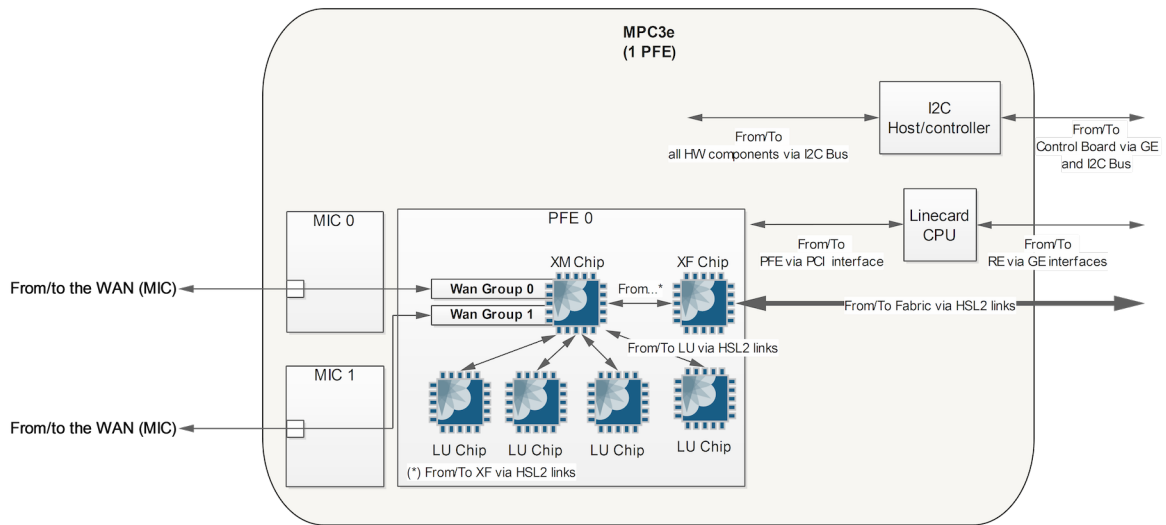 MPC3e
(1 PFE)
I2C
Host/controller
From/To
all HW components via I2C Bus
From/To
Control Board via GE
and I2C Bus
MIC 0
PFE 0
Linecard
CPU
From/To
PFE via PCI interface
From/To
RE via GE interfaces
XM Chip
XF Chip
From/to the WAN (MIC)
Wan Group 0
From...*
Wan Group 1
From/To Fabric via HSL2 links
From/To LU via HSL2 links
MIC 1
From/to the WAN (MIC)
LU Chip
LU Chip
LU Chip
LU Chip
(*) From/To XF via HSL2 links